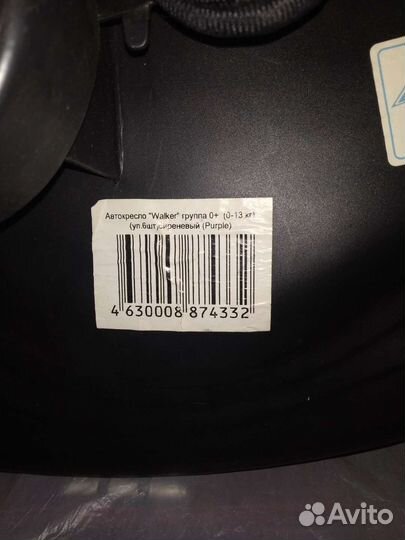 Автокресло "Walker" группа 0+ (0-13 кг)
(уп.6шт)сиреневый (Purple)
4 630008 874332
Avito